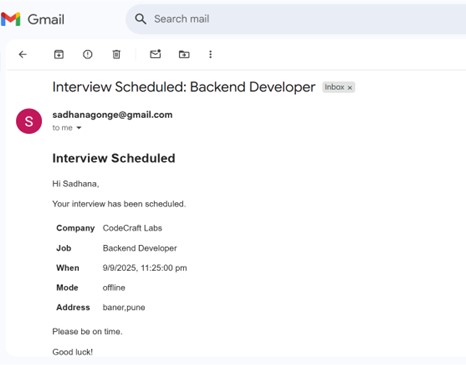 Gmail
Search mail
Interview Scheduled: Backend Developer Inbox x
S
sadhanagonge@gmail.com
to me
Interview Scheduled
Hi Sadhana,
Your interview has been scheduled.
Company CodeCraft Labs
Job Backend Developer
When 9/9/2025, 11:25:00 pm
Mode offline
Address baner,pune
Please be on time.
Good luck!